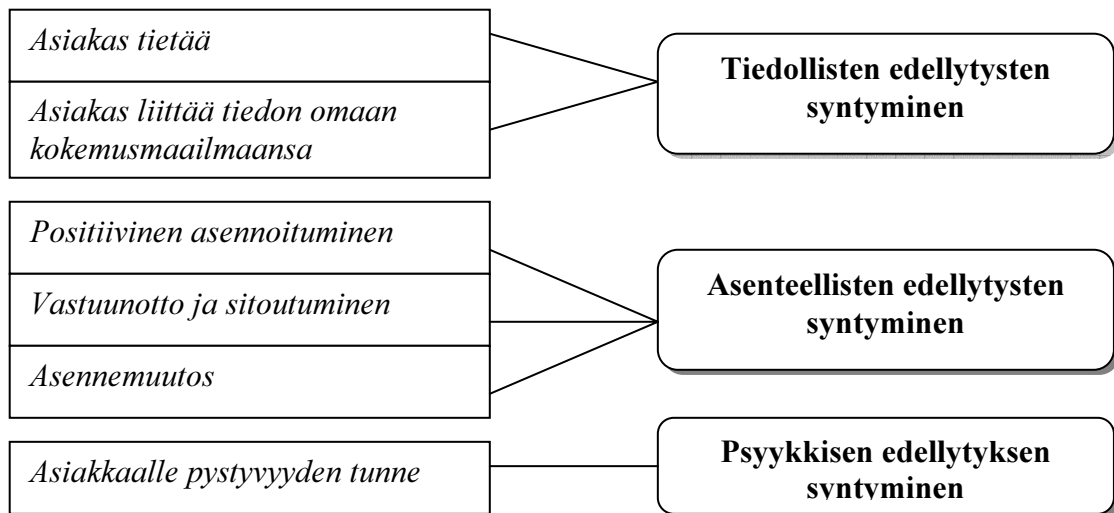 Asiakas tietää
Asiakas liittää tiedon omaan
kokemusmaailmaansa
Tiedollisten edellytysten
syntyminen
Positiivinen asennoituminen
Vastuunotto ja sitoutuminen
Asennemuutos
Asenteellisten edellytysten
syntyminen
Asiakkaalle pystyvyyden tunne
Psyykkisen edellytyksen
syntyminen